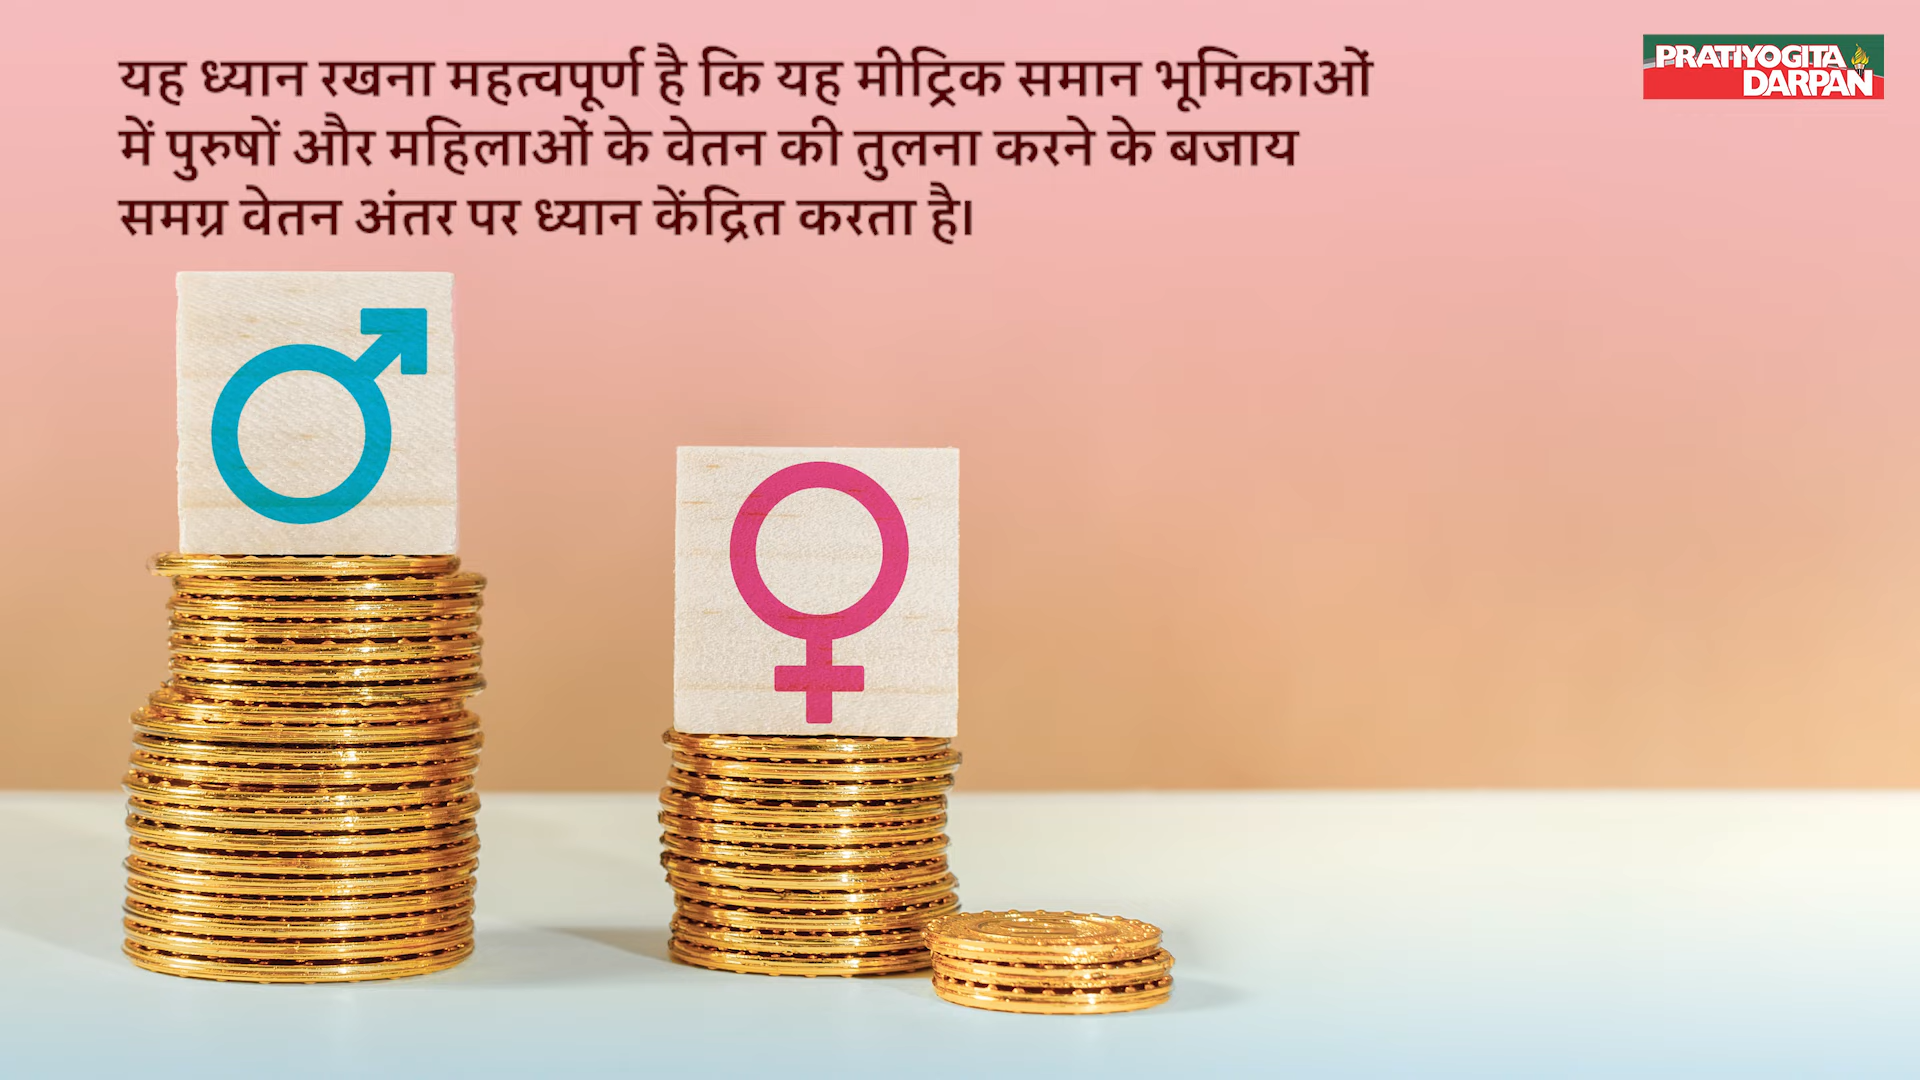 यह ध्यान रखना महत्वपूर्ण है कि यह मीट्रिक समान भूमिकाओं
में पुरुषों और महिलाओं के वेतन की तुलना करने के बजाय
समग्र वेतन अंतर पर ध्यान केंद्रित करता है।
PRATIYOGITA
DARPAN